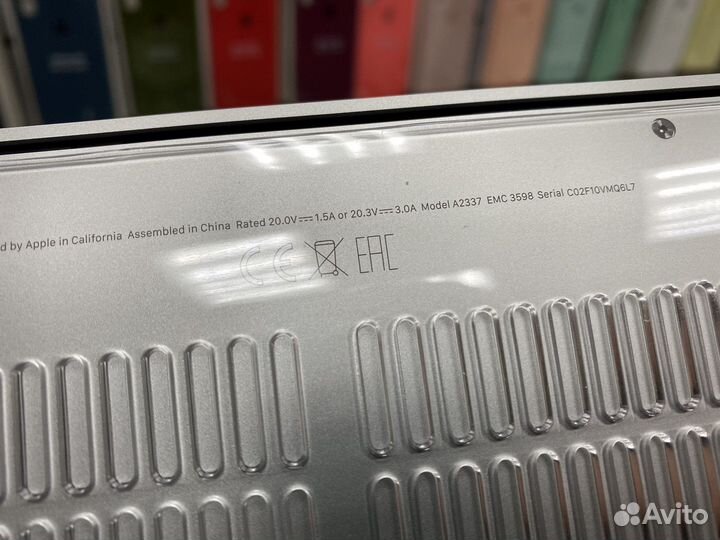 d by Apple in California Assembled in China Rated 20.0V⎓1.5A or 20.3V⎓3.0A Model A2337 EMC 3598 Serial C02F10VMQ6L7
CE EAC
Avito